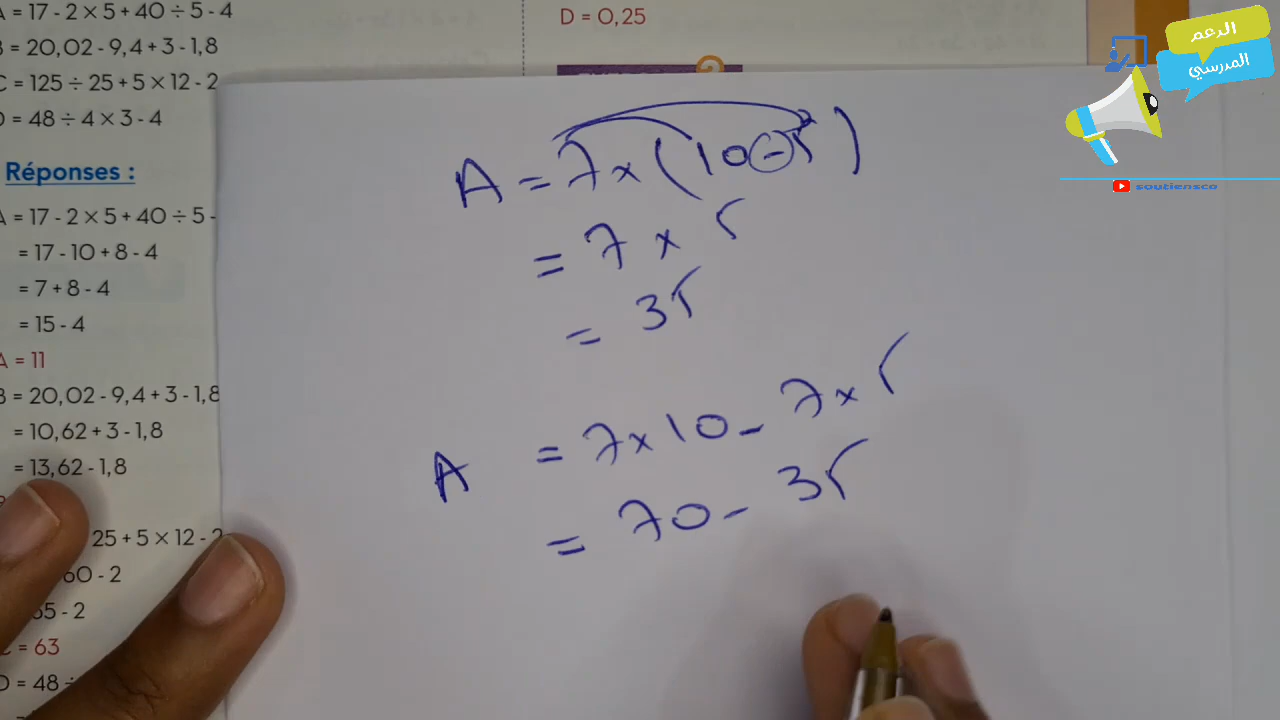 A = 17 - 2 × 5 + 40 ÷ 5 - 4
B = 20,02 - 9,4 + 3 - 1,8
C = 125 ÷ 25 + 5 × 12 - 2
D = 48 ÷ 4 × 3 - 4
Réponses :
A = 17 - 2 × 5 + 40 ÷ 5 -
= 17 - 10 + 8 - 4
= 7 + 8 - 4
= 15 - 4
A = 11
B = 20,02 - 9,4 + 3 - 1,8
= 10,62 + 3 - 1,8
= 13,62 - 1,8
25 + 5 × 12 - 2
60 - 2
65 - 2
C = 63
D = 48 ÷
D = 0,25
A = 7 × (10 - 5)
= 7 × 5
= 35
A = 7 × 10 - 7 × 5
= 70 - 35
الدعم
المدرسي
soutiensco